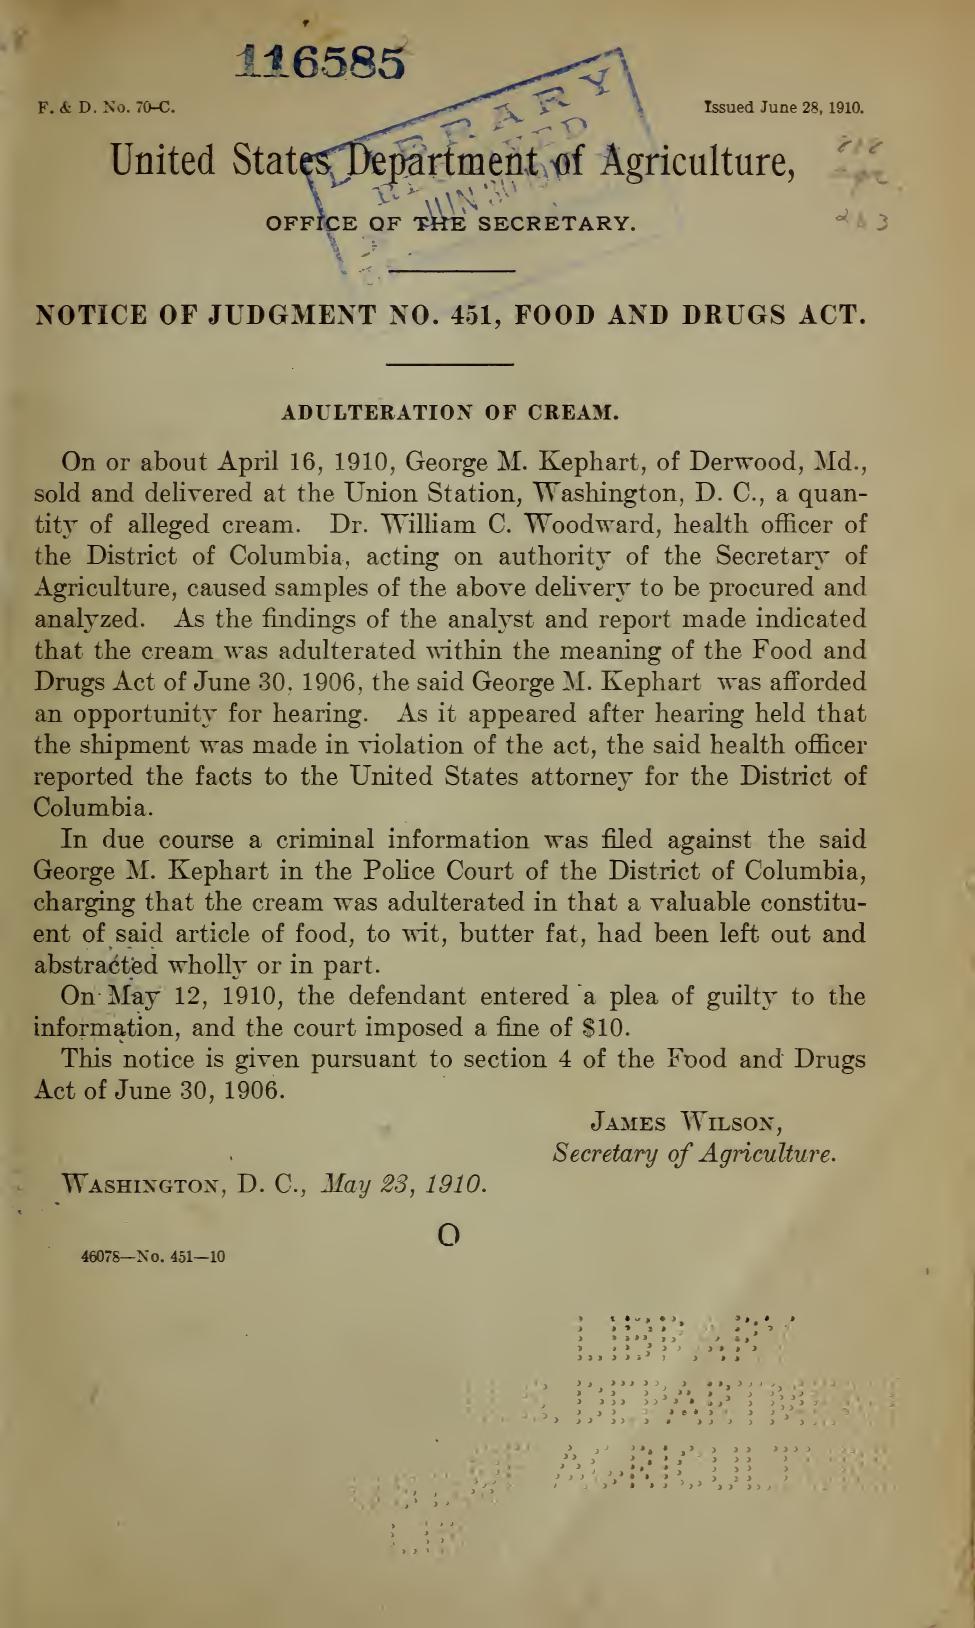 116585
F. & D. No. 70-C.
Issued June 28, 1910.
LIBRARY
RECEIVED
JUN 30 1910
United States Department of Agriculture,
OFFICE OF THE SECRETARY.
NOTICE OF JUDGMENT NO. 451, FOOD AND DRUGS ACT.
ADULTERATION OF CREAM.
On or about April 16, 1910, George M. Kephart, of Derwood, Md.,
sold and delivered at the Union Station, Washington, D. C., a quan-
tity of alleged cream. Dr. William C. Woodward, health officer of
the District of Columbia, acting on authority of the Secretary of
Agriculture, caused samples of the above delivery to be procured and
analyzed. As the findings of the analyst and report made indicated
that the cream was adulterated within the meaning of the Food and
Drugs Act of June 30, 1906, the said George M. Kephart was afforded
an opportunity for hearing. As it appeared after hearing held that
the shipment was made in violation of the act, the said health officer
reported the facts to the United States attorney for the District of
Columbia.
In due course a criminal information was filed against the said
George M. Kephart in the Police Court of the District of Columbia,
charging that the cream was adulterated in that a valuable constitu-
ent of said article of food, to wit, butter fat, had been left out and
abstracted wholly or in part.
On May 12, 1910, the defendant entered a plea of guilty to the
information, and the court imposed a fine of $10.
This notice is given pursuant to section 4 of the Food and Drugs
Act of June 30, 1906.
JAMES WILSON,
Secretary of Agriculture.
WASHINGTON, D. C., May 23, 1910.
O
46078—No. 451—10
LIBRARY
U.S. DEPARTMENT
OF AGRICULTURE